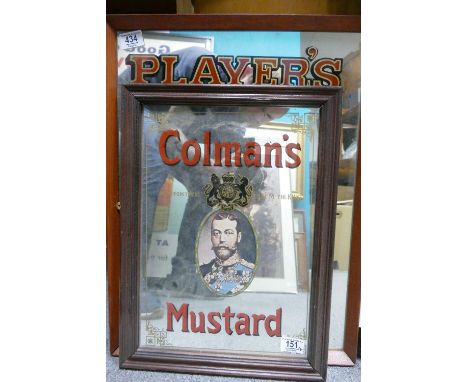 434
PLAYER'S
Colman's
Mustard
151